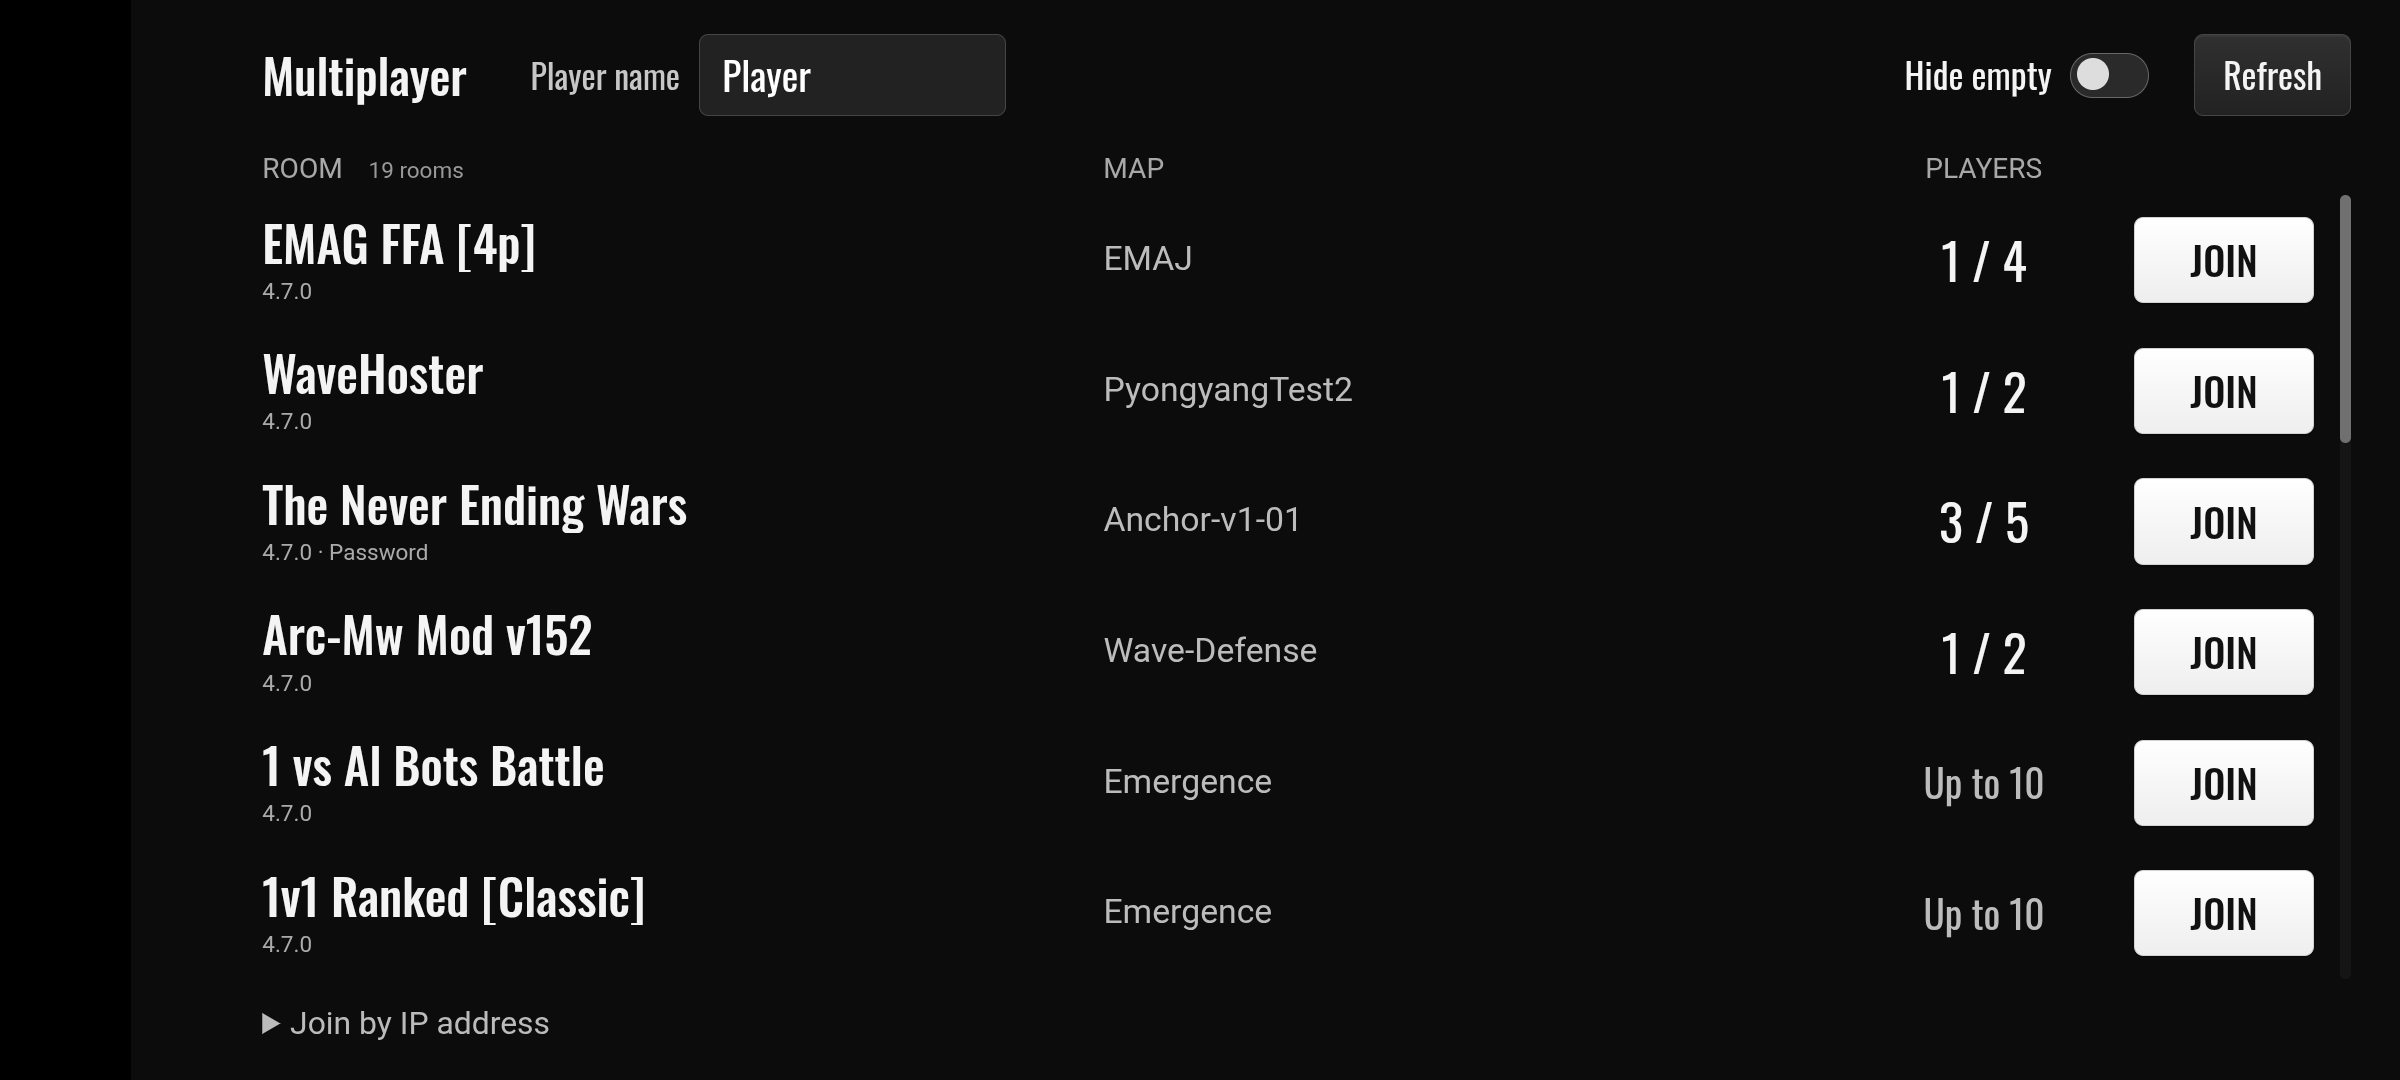 Multiplayer Player name Player Hide empty Refresh
ROOM 19 rooms MAP PLAYERS
EMAG FFA [4p] EMAJ 1 / 4 JOIN
4.7.0
WaveHoster PyongyangTest2 1 / 2 JOIN
4.7.0
The Never Ending Wars Anchor-v1-01 3 / 5 JOIN
4.7.0 · Password
Arc-Mw Mod v152 Wave-Defense 1 / 2 JOIN
4.7.0
1 vs AI Bots Battle Emergence Up to 10 JOIN
4.7.0
1v1 Ranked [Classic] Emergence Up to 10 JOIN
4.7.0
▶ Join by IP address